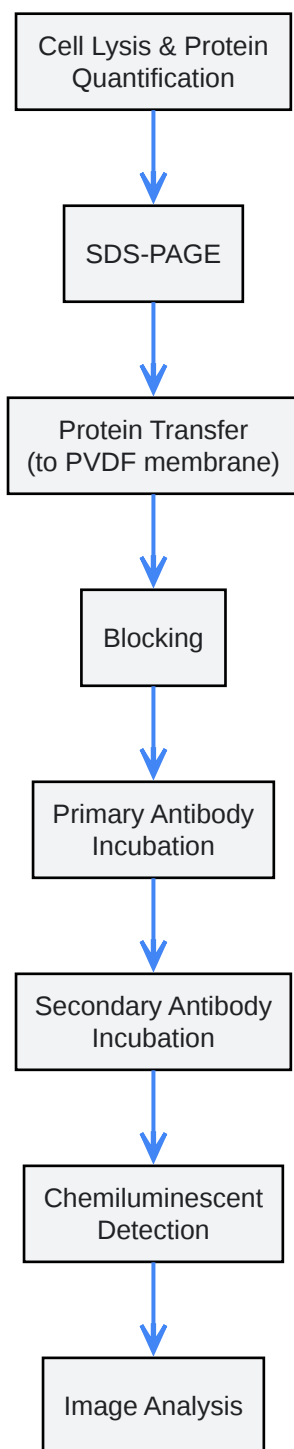 Cell Lysis & Protein
Quantification
SDS-PAGE
Protein Transfer
(to PVDF membrane)
Blocking
Primary Antibody
Incubation
Secondary Antibody
Incubation
Chemiluminescent
Detection
Image Analysis